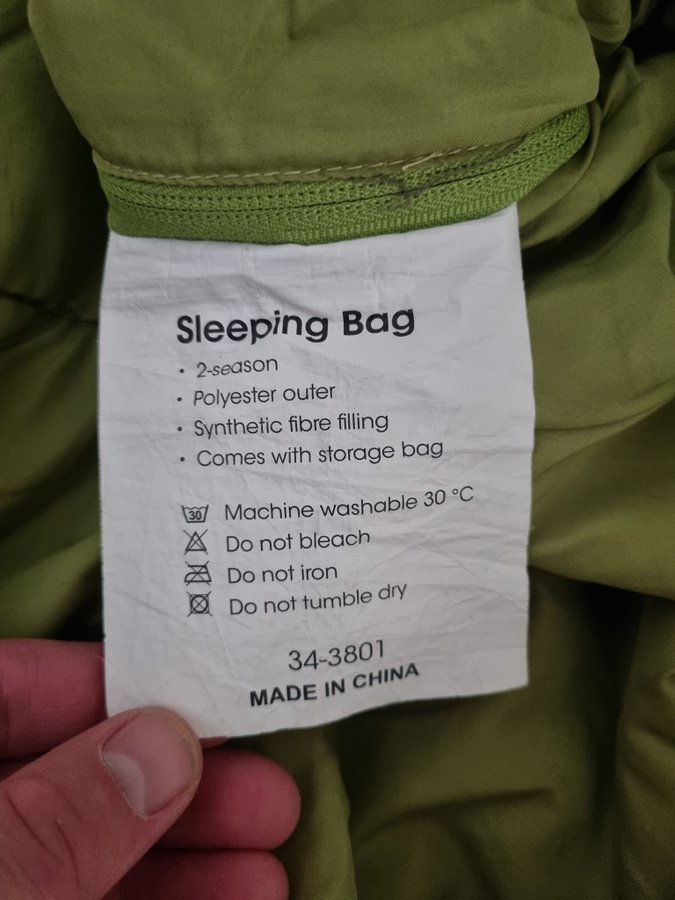 Sleeping Bag
• 2-season
• Polyester outer
• Synthetic fibre filling
• Comes with storage bag
30 Machine washable 30 °C
Do not bleach
Do not iron
Do not tumble dry
34-3801
MADE IN CHINA